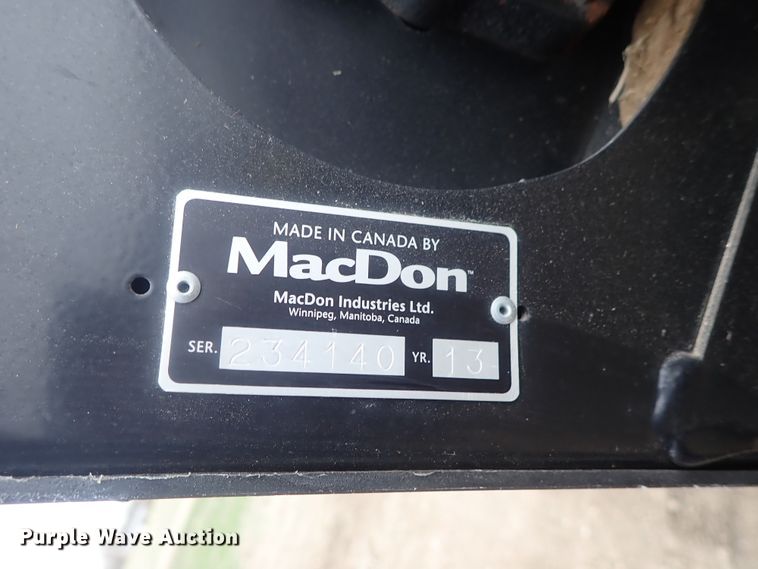 MADE IN CANADA BY
MacDon™
MacDon Industries Ltd.
Winnipeg, Manitoba, Canada
SER. 234140 YR. 13
Purple Wave Auction